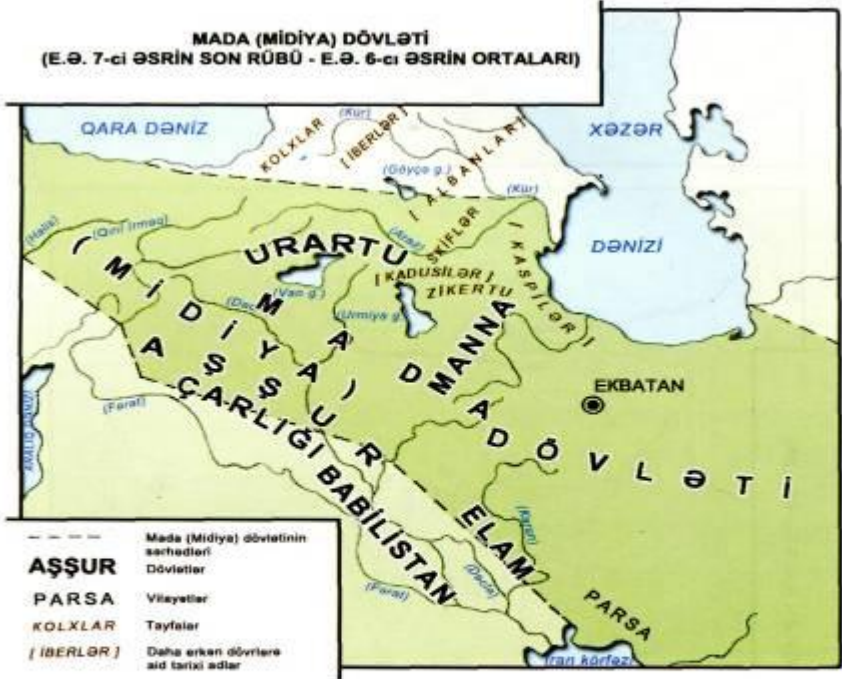 MADA (MİDİYA) DÖVLƏTİ
(E.Ə. 7-ci ƏSRİN SON RÜBÜ - E.Ə. 6-cı ƏSRİN ORTALARI)
QARA DƏNİZ
KOLXLAR
(Kür)
[ İBERLƏR ]
(Göyçə g.)
[ ALBANLAR ]
(Kür)
XƏZƏR
DƏNİZİ
(Halis)
(Qızıl irmaq)
URARTU
(Araz)
SKİFLƏR
[ KASPİLƏR ]
[ KADUSİLƏR ]
ZİKERTU
(Van g.)
(Urmiya g.)
MANNA
(MİDİYA)
MADA DÖVLƏTİ
AŞŞUR
ÇARLIĞI BABİLİSTAN
(Fərat)
EKBATAN
ELAM
(Dəclə)
(Fərat)
PARSA
İran körfəzi
Mada (Midiya) dövlətinin
sərhədləri
AŞŞUR Dövlətlər
PARSA Vilayətlər
KOLXLAR Tayfalar
[ İBERLƏR ] Daha erkən dövrlərə
aid tarixi adlar